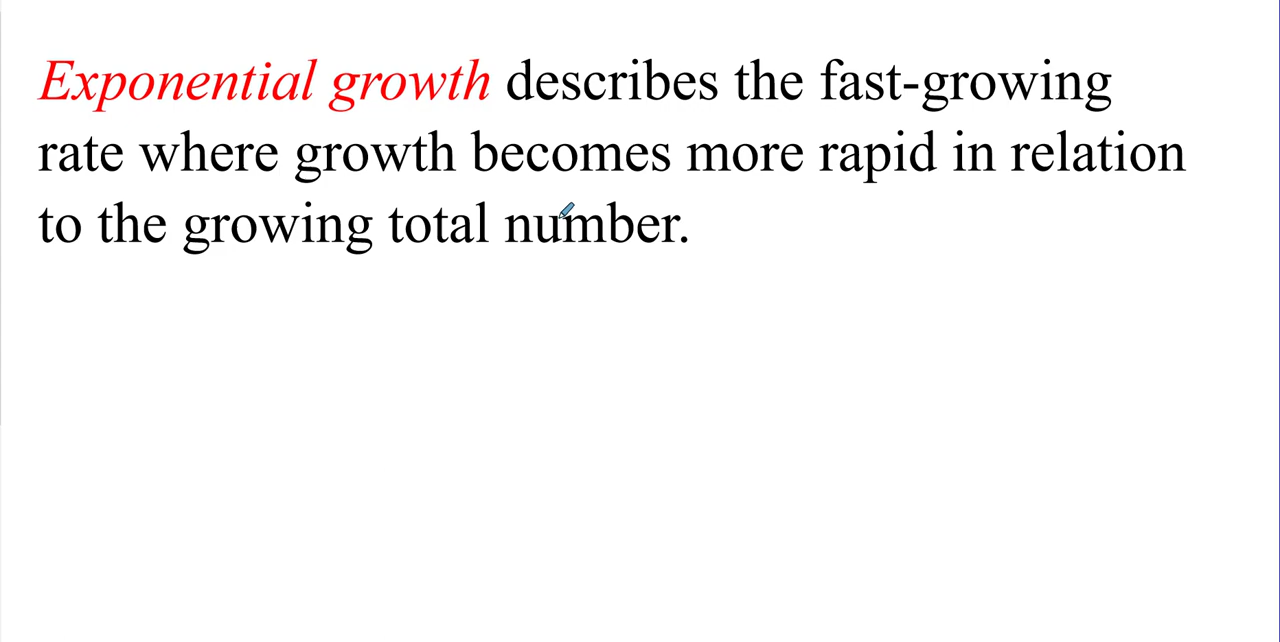 Exponential growth describes the fast-growing
rate where growth becomes more rapid in relation
to the growing total number.